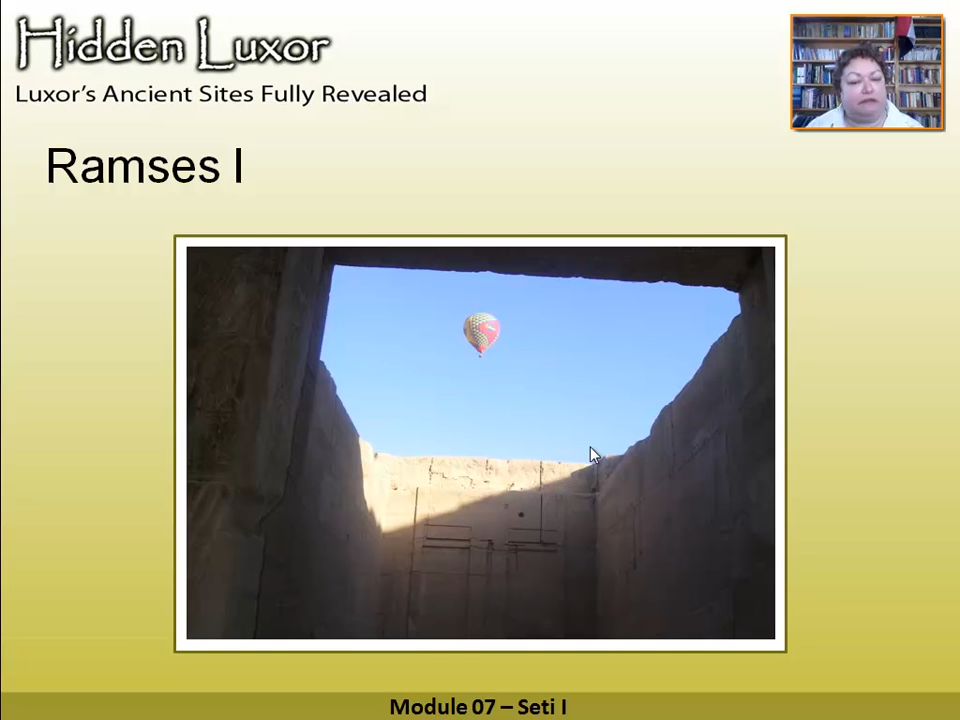 Hidden Luxor
Luxor's Ancient Sites Fully Revealed
Ramses I
Module 07 – Seti I